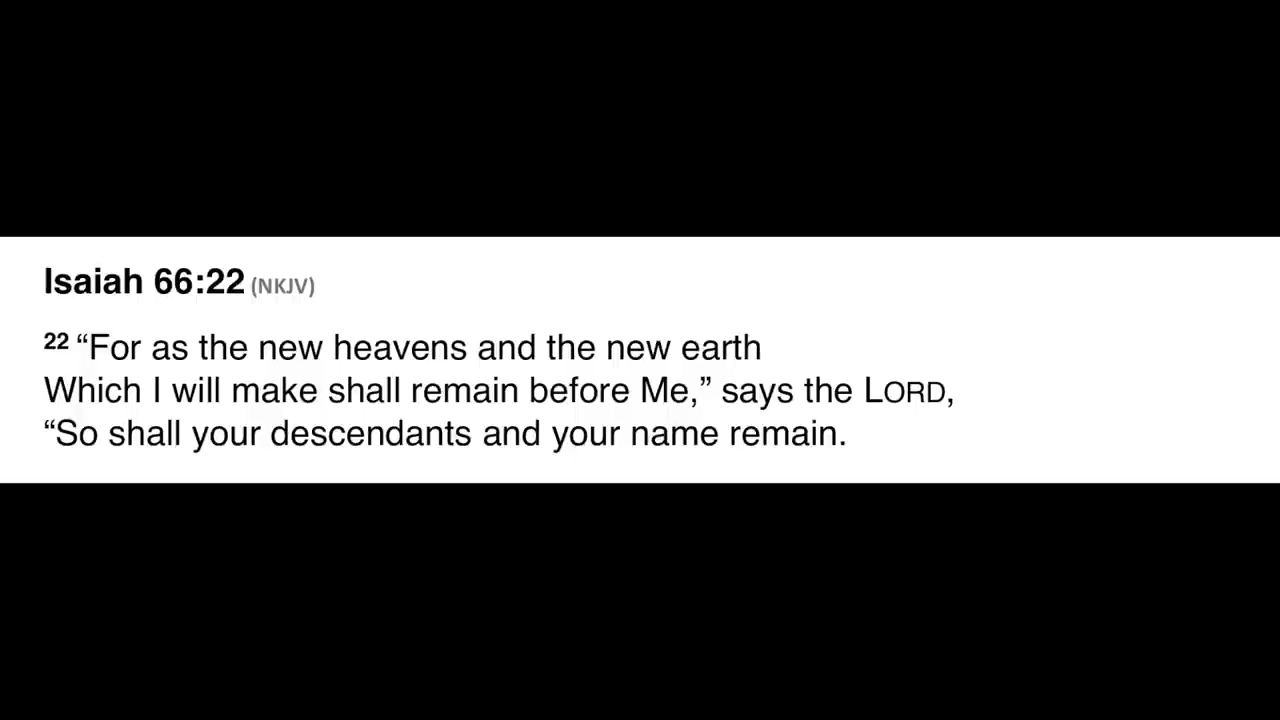 Isaiah 66:22 (NKJV)
22 “For as the new heavens and the new earth
Which I will make shall remain before Me,” says the LORD,
“So shall your descendants and your name remain.